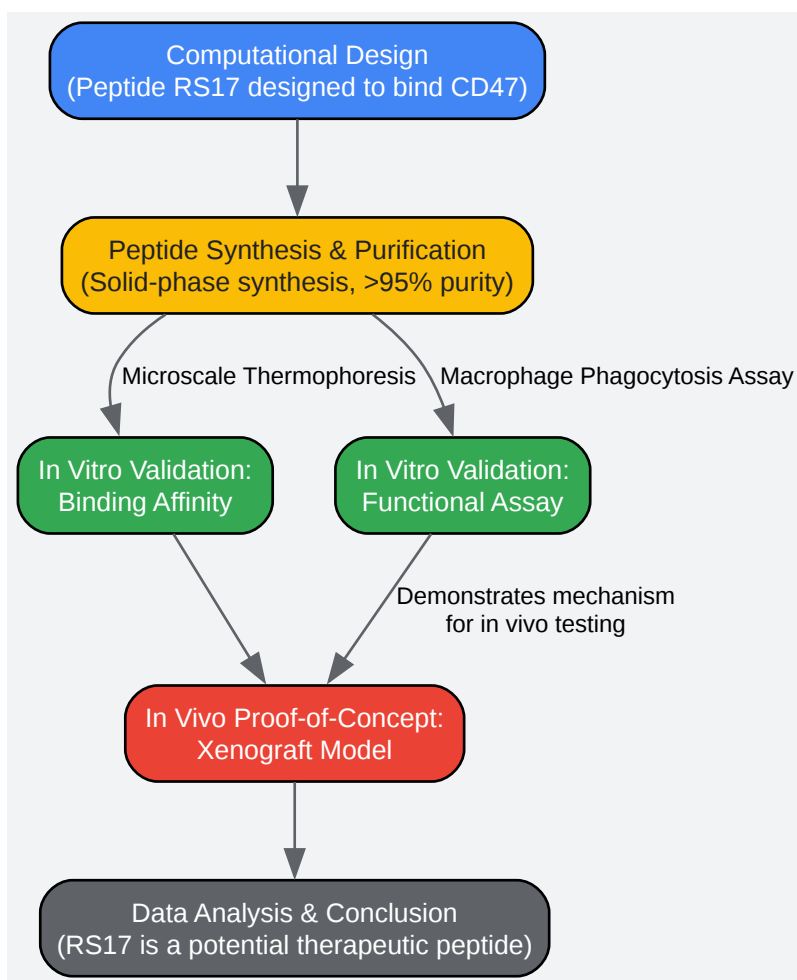 Computational Design
(Peptide RS17 designed to bind CD47)
Peptide Synthesis & Purification
(Solid-phase synthesis, >95% purity)
Microscale Thermophoresis
Macrophage Phagocytosis Assay
In Vitro Validation:
Binding Affinity
In Vitro Validation:
Functional Assay
Demonstrates mechanism
for in vivo testing
In Vivo Proof-of-Concept:
Xenograft Model
Data Analysis & Conclusion
(RS17 is a potential therapeutic peptide)